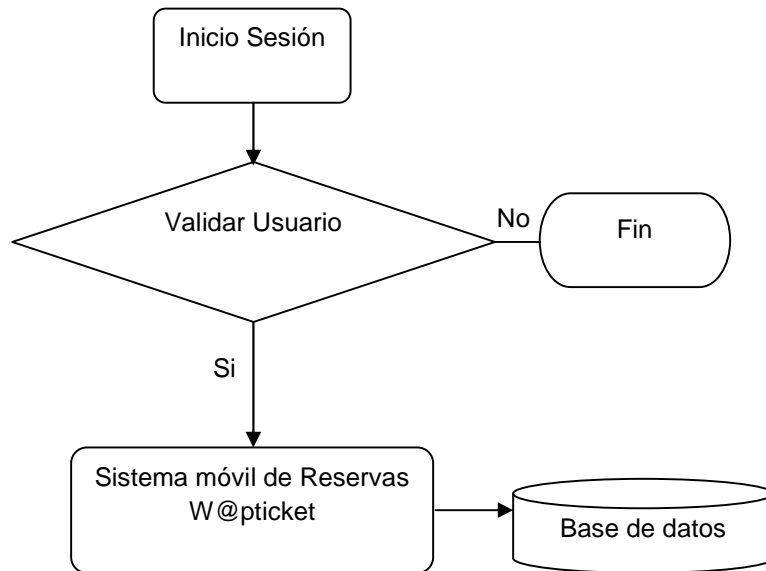 Inicio Sesión
Validar Usuario
No
Fin
Si
Sistema móvil de Reservas
W@pticket
Base de datos